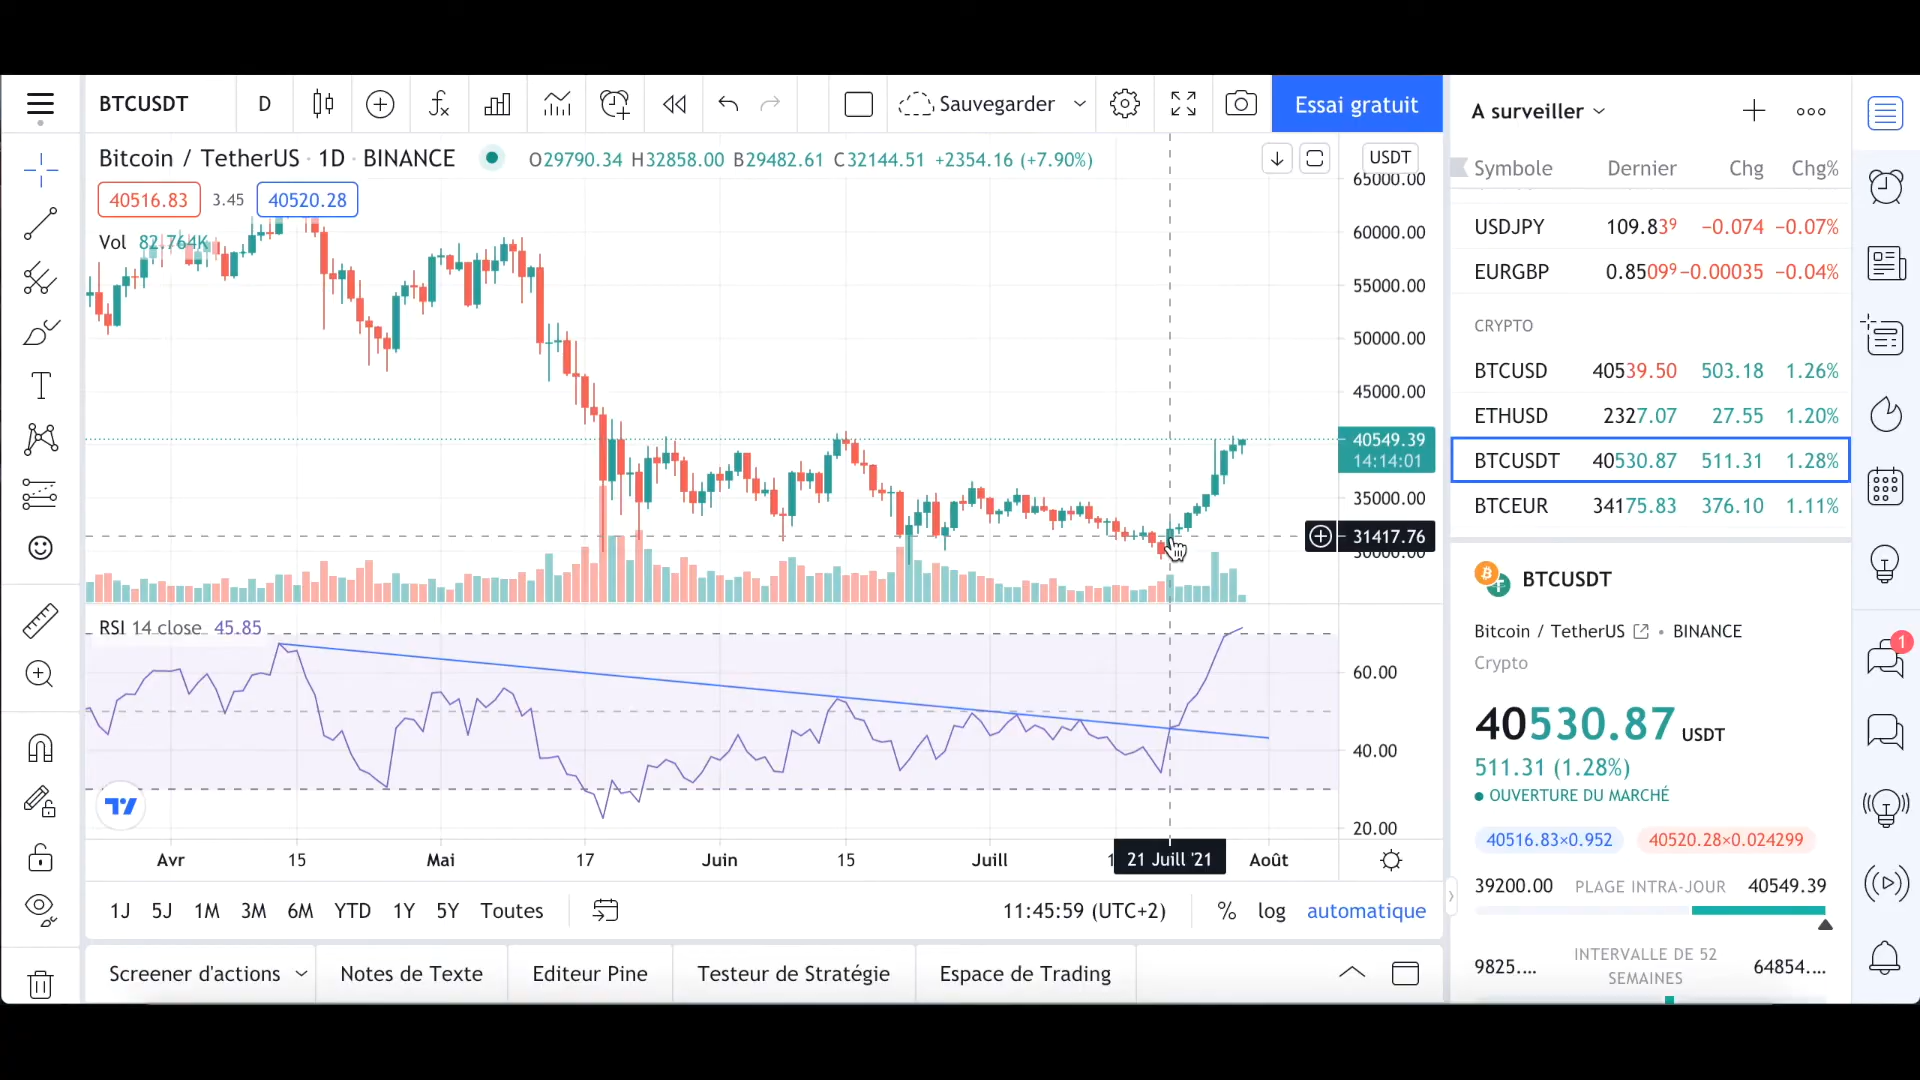 BTCUSDT D Sauvegarder Essai gratuit
Bitcoin / TetherUS · 1D · BINANCE O29790.34 H32858.00 B29482.61 C32144.51 +2354.16 (+7.90%) USDT
40516.83 3.45 40520.28
Vol 82.764K
65000.00
60000.00
55000.00
50000.00
45000.00
40549.39
14:14:01
35000.00
31417.76
30000.00
RSI 14 close 45.85
60.00
40.00
20.00
Avr 15 Mai 17 Juin 15 Juill 21 Juill '21 Août
1J 5J 1M 3M 6M YTD 1Y 5Y Toutes 11:45:59 (UTC+2) % log automatique
Screener d'actions Notes de Texte Editeur Pine Testeur de Stratégie Espace de Trading
A surveiller
Symbole Dernier Chg Chg%
USDJPY 109.839 −0.074 −0.07%
EURGBP 0.85099 −0.00035 −0.04%
CRYPTO
BTCUSD 40539.50 503.18 1.26%
ETHUSD 2327.07 27.55 1.20%
BTCUSDT 40530.87 511.31 1.28%
BTCEUR 34175.83 376.10 1.11%
BTCUSDT
Bitcoin / TetherUS • BINANCE
Crypto
40530.87 USDT
511.31 (1.28%)
OUVERTURE DU MARCHÉ
40516.83×0.952 40520.28×0.024299
39200.00 PLAGE INTRA-JOUR 40549.39
9825.... INTERVALLE DE 52 SEMAINES 64854....
1